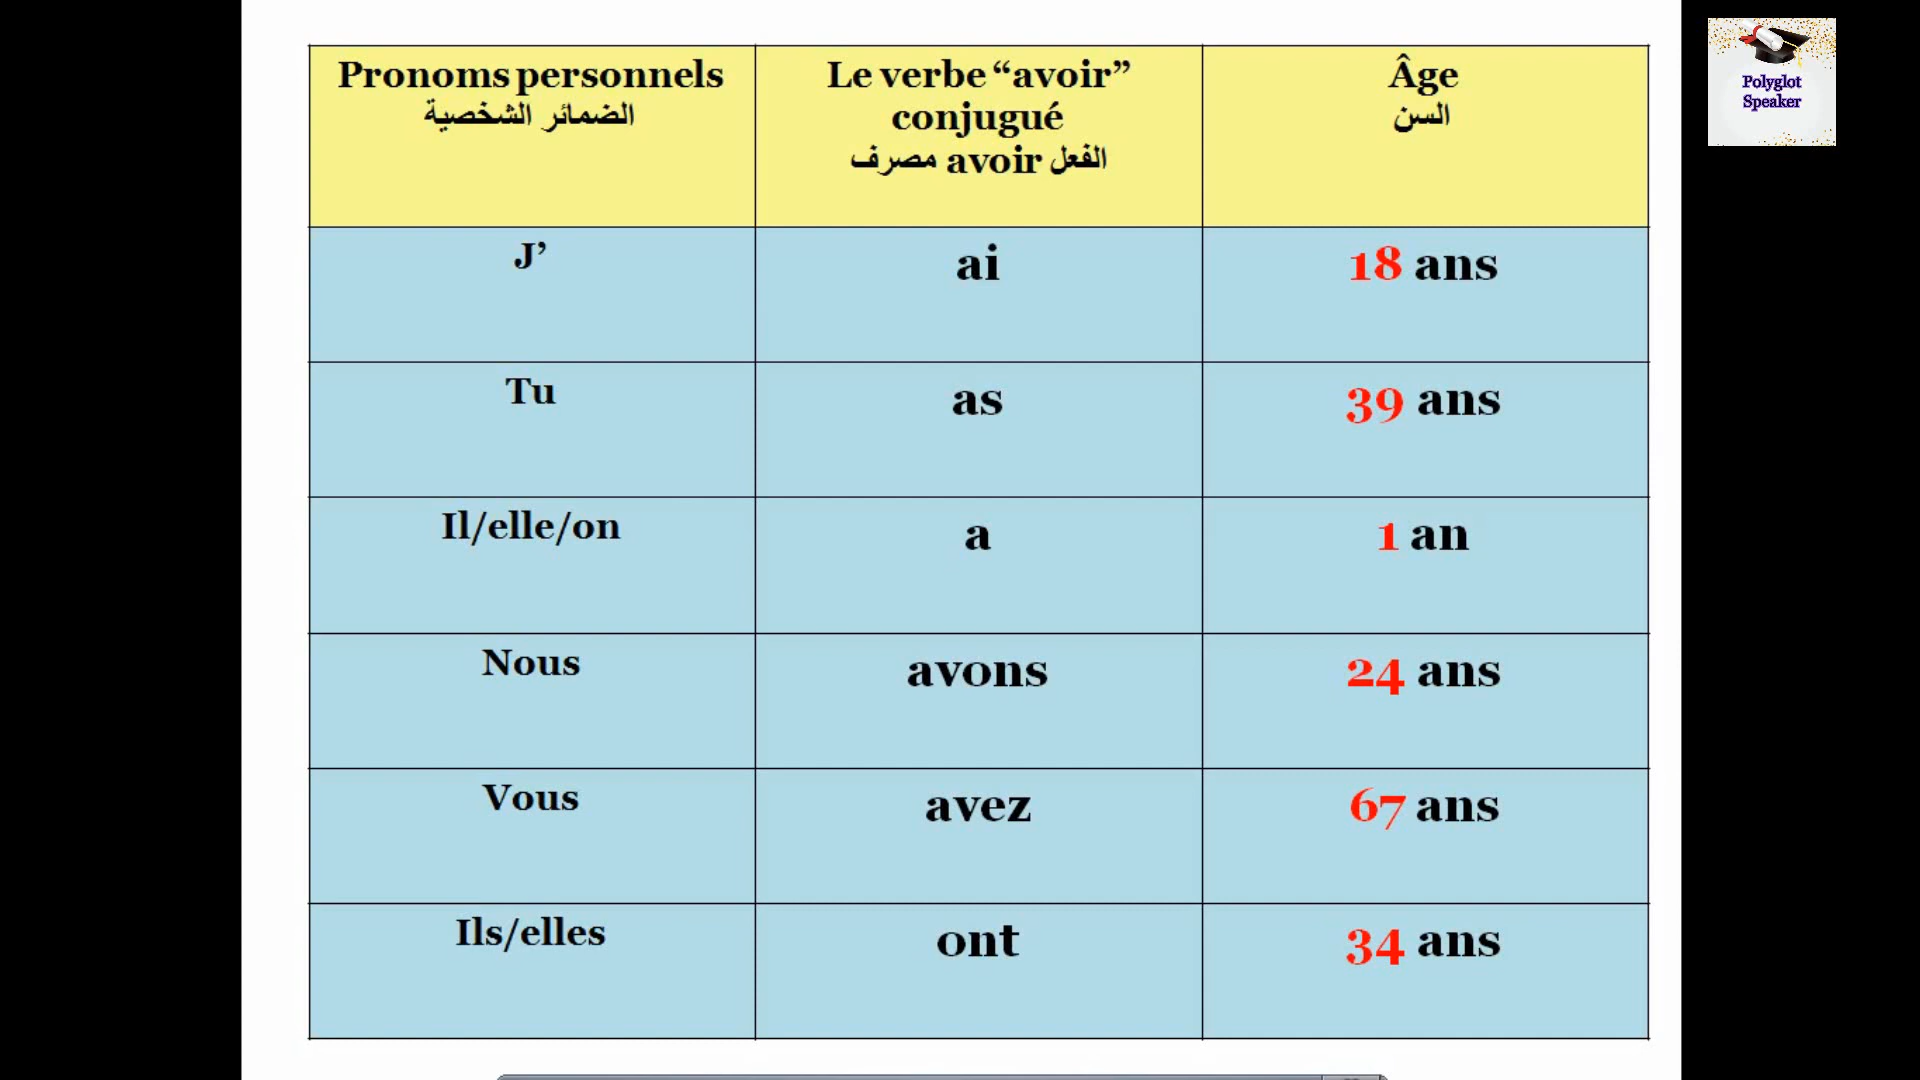 Pronoms personnels
الضمائر الشخصية
Le verbe “avoir”
conjugué
الفعل avoir مصرف
Âge
السن
J’
ai
18 ans
Tu
as
39 ans
Il/elle/on
a
1 an
Nous
avons
24 ans
Vous
avez
67 ans
Ils/elles
ont
34 ans
Polyglot
Speaker